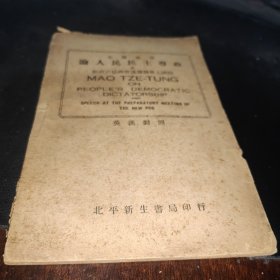 論人民民主專政
MAO TZE-TUNG
ON
PEOPLE'S DEMOCRATIC
DICTATORSHIP
SPEECH AT THE PREPARATORY MEETING OF
THE NEW PCC
英漢對照
北平新生書局印行